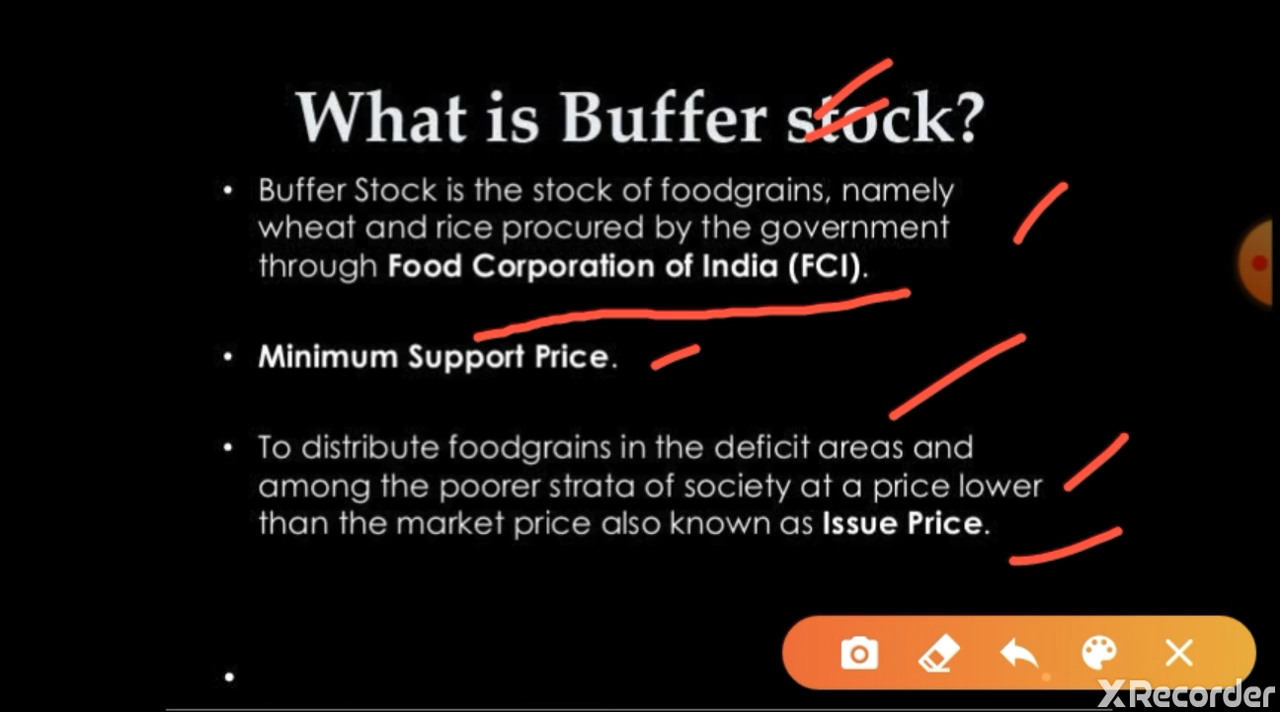 What is Buffer stock?
• Buffer Stock is the stock of foodgrains, namely
wheat and rice procured by the government
through Food Corporation of India (FCI).
• Minimum Support Price.
• To distribute foodgrains in the deficit areas and
among the poorer strata of society at a price lower
than the market price also known as Issue Price.
•
XRecorder